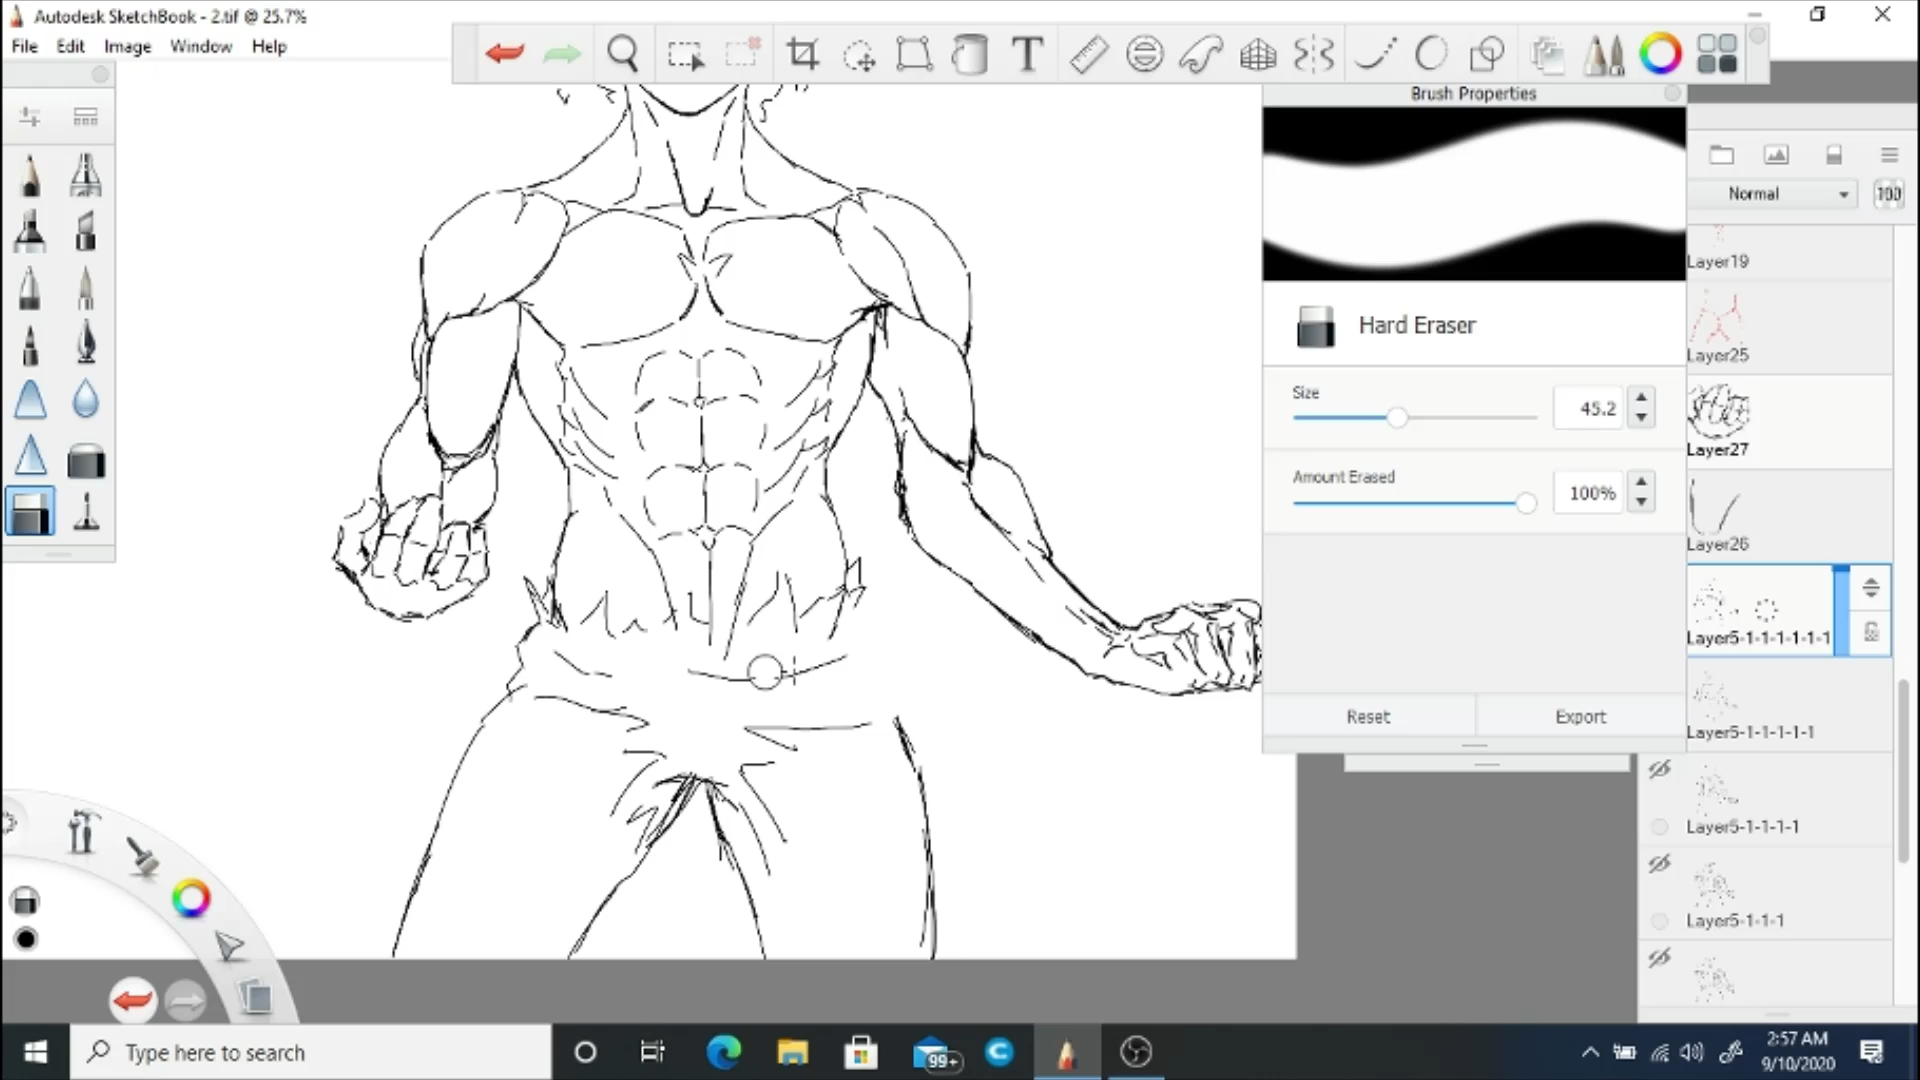 Autodesk SketchBook - 2.tif @ 25.7%
File Edit Image Window Help
T
Brush Properties
Normal 100
Layer19
Hard Eraser
Layer25
Size
45.2
Layer27
Amount Erased
100%
Layer26
Layer5-1-1-1-1-1-1
Reset Export
Layer5-1-1-1-1-1
Layer5-1-1-1-1
Layer5-1-1-1
Type here to search
99+
2:57 AM
9/10/2020